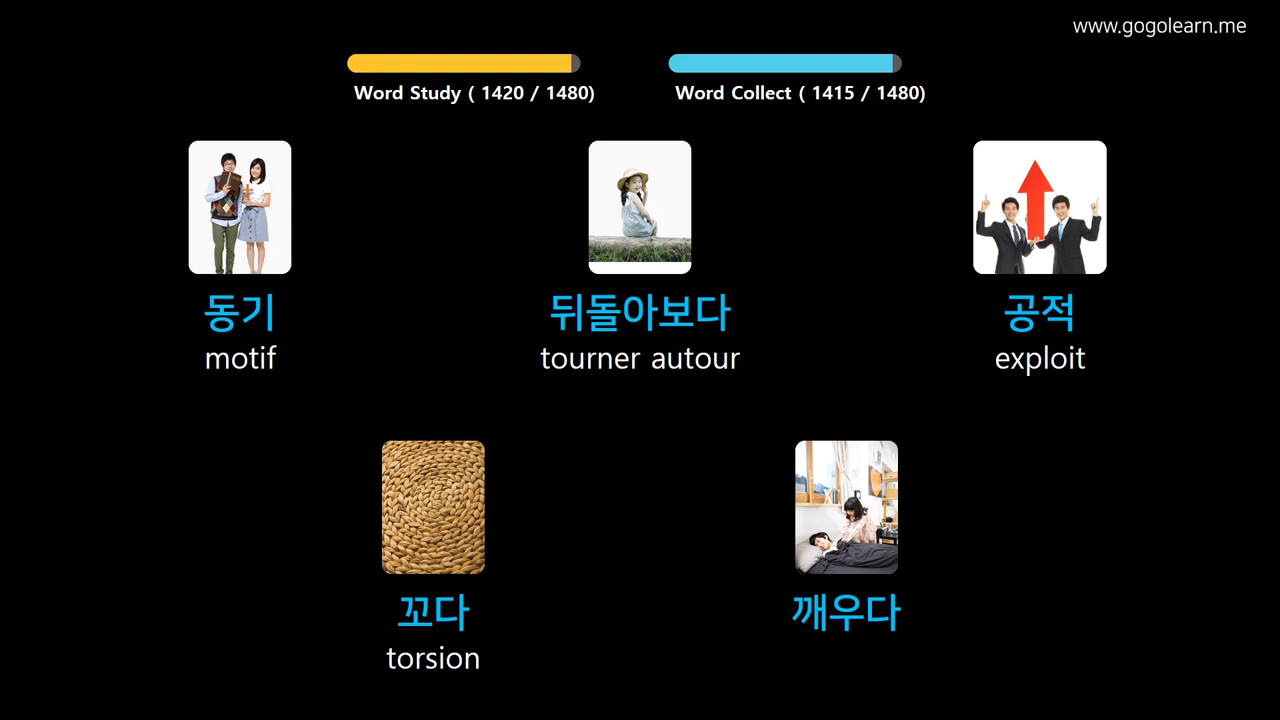 www.gogolearn.me
Word Study ( 1420 / 1480)
Word Collect ( 1415 / 1480)
동기
motif
뒤돌아보다
tourner autour
공적
exploit
꼬다
torsion
깨우다